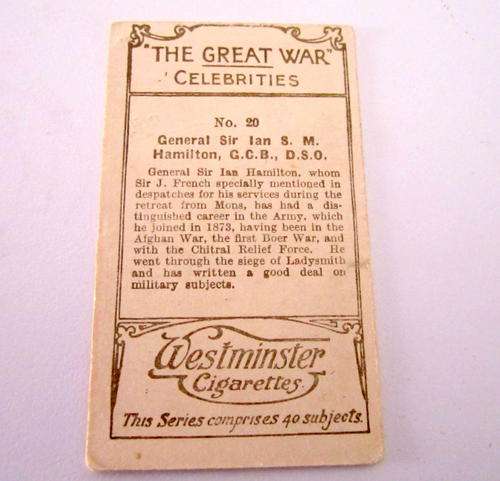 "THE GREAT WAR"
CELEBRITIES
No. 20
General Sir Ian S. M.
Hamilton, G.C.B., D.S.O.
General Sir Ian Hamilton, whom
Sir J. French specially mentioned in
despatches for his services during the
retreat from Mons, has had a dis-
tinguished career in the Army, which
he joined in 1873, having been in the
Afghan War, the first Boer War, and
with the Chitral Relief Force. He
went through the siege of Ladysmith
and has written a good deal on
military subjects.
Westminster
Cigarettes.
This Series comprises 40 subjects.